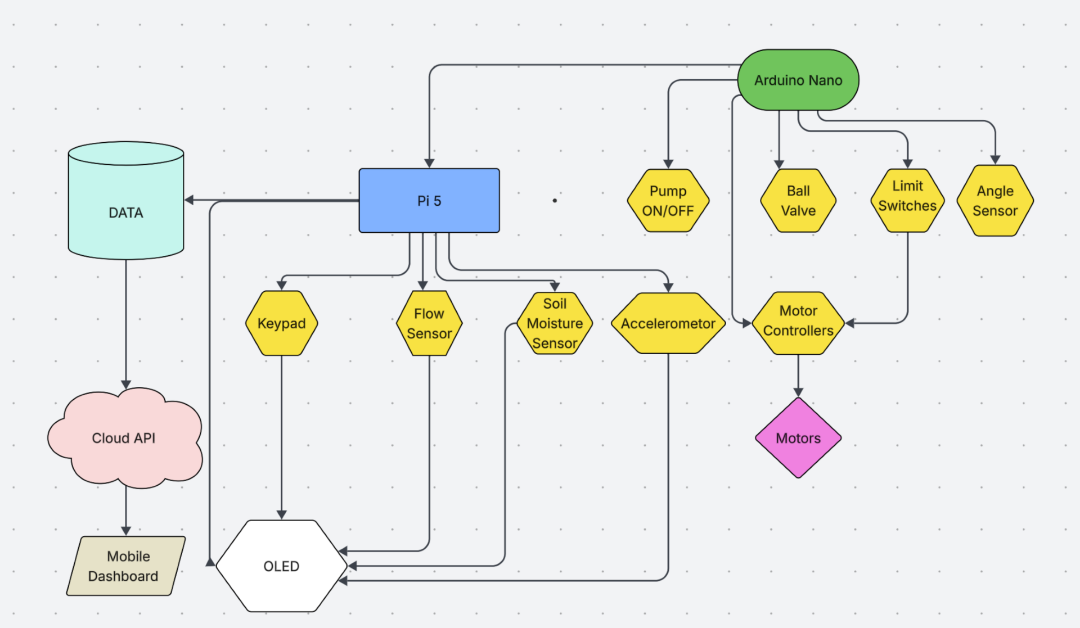 Arduino Nano
DATA
Pi 5
Pump
ON/OFF
Ball
Valve
Limit
Switches
Angle
Sensor
Keypad
Flow
Sensor
Soil
Moisture
Sensor
Accelerometor
Motor
Controllers
Cloud API
Motors
Mobile
Dashboard
OLED